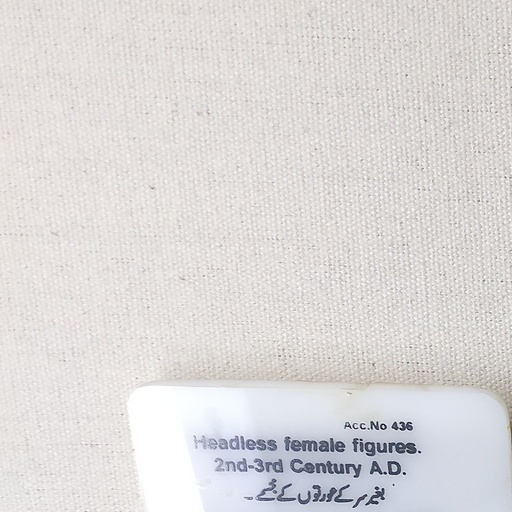 Acc.No 436
Headless female figures.
2nd-3rd Century A.D.
بغیر سر کے عورتوں کے مجسمے۔